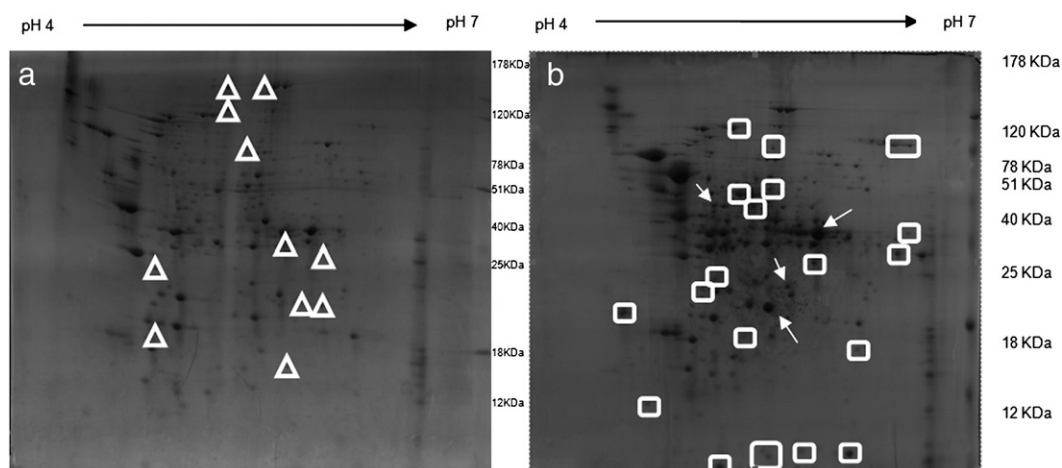 pH 4 pH 7 pH 4 pH 7
a
178KDa
120KDa
78KDa
51KDa
40KDa
25KDa
18KDa
12KDa
b
178 KDa
120 KDa
78 KDa
51 KDa
40 KDa
25 KDa
18 KDa
12 KDa